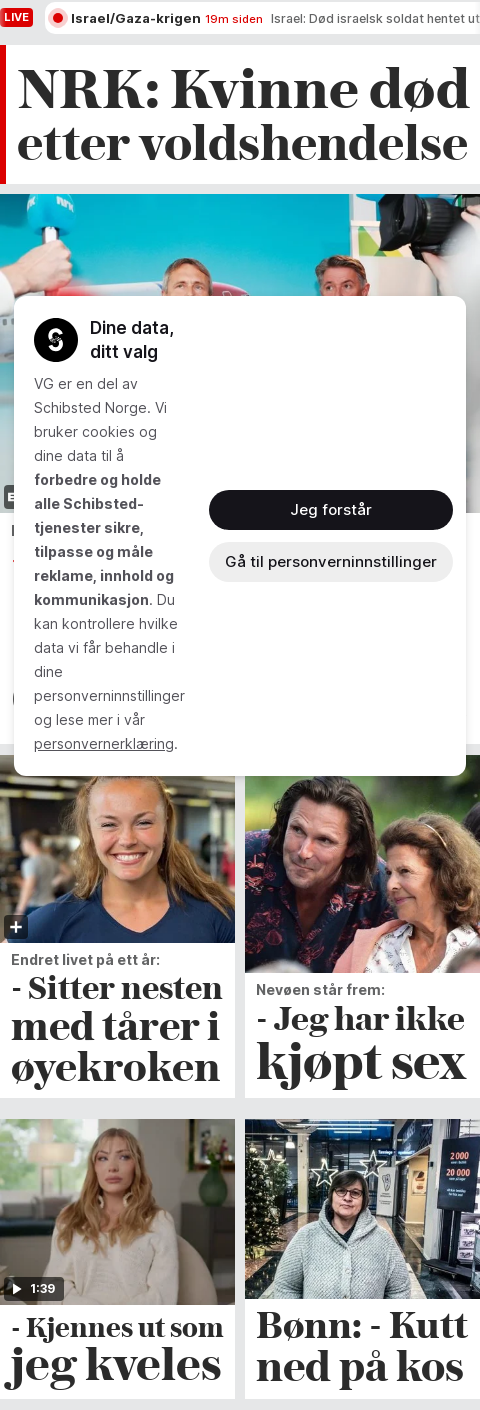 LIVE
Israel/Gaza-krigen 19m siden Israel: Død israelsk soldat hentet ut
NRK: Kvinne død
etter voldshendelse
Dine data,
ditt valg
VG er en del av
Schibsted Norge. Vi
bruker cookies og
dine data til å
forbedre og holde
alle Schibsted-
tjenester sikre,
tilpasse og måle
reklame, innhold og
kommunikasjon. Du
kan kontrollere hvilke
data vi får behandle i
dine
personverninnstillinger
og lese mer i vår
personvernerklæring.
Jeg forstår
Gå til personverninnstillinger
Endret livet på ett år:
- Sitter nesten
med tårer i
øyekroken
Nevøen står frem:
- Jeg har ikke
kjøpt sex
1:39
- Kjennes ut som
jeg kveles
2 000
20 000
Bønn: - Kutt
ned på kos